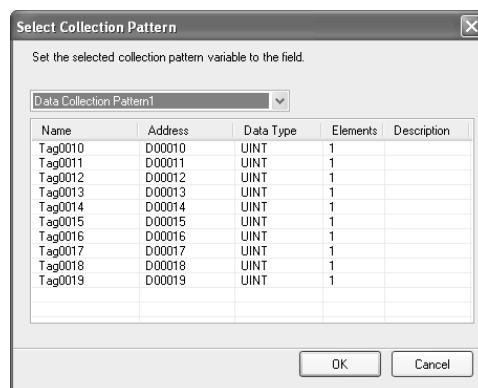 Select Collection Pattern
Set the selected collection pattern variable to the field.
Data Collection Pattern1
Name Address Data Type Elements Description
Tag0010 D00010 UINT 1
Tag0011 D00011 UINT 1
Tag0012 D00012 UINT 1
Tag0013 D00013 UINT 1
Tag0014 D00014 UINT 1
Tag0015 D00015 UINT 1
Tag0016 D00016 UINT 1
Tag0017 D00017 UINT 1
Tag0018 D00018 UINT 1
Tag0019 D00019 UINT 1
OK Cancel